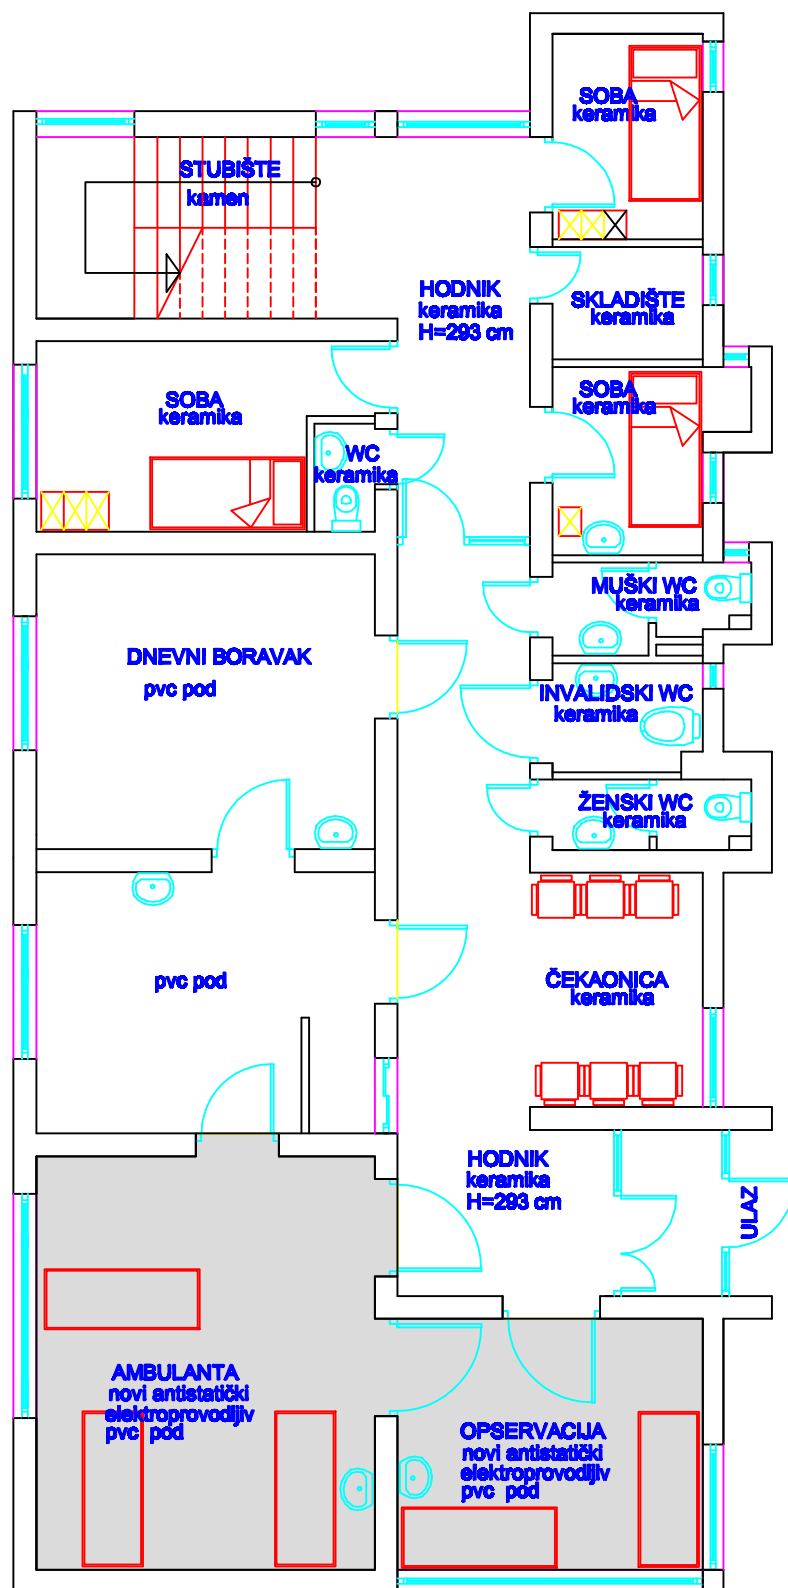 SOBA
keramika
STUBIŠTE
kamen
HODNIK
keramika
H=293 cm
SKLADIŠTE
keramika
SOBA
keramika
SOBA
keramika
WC
keramika
MUŠKI WC
keramika
DNEVNI BORAVAK
pvc pod
INVALIDSKI WC
keramika
ŽENSKI WC
keramika
pvc pod
ČEKAONICA
keramika
HODNIK
keramika
H=293 cm
ULAZ
AMBULANTA
novi antistatički
elektroprovodijiv
pvc pod
OPSERVACIJA
novi antistatički
elektroprovodijiv
pvc pod